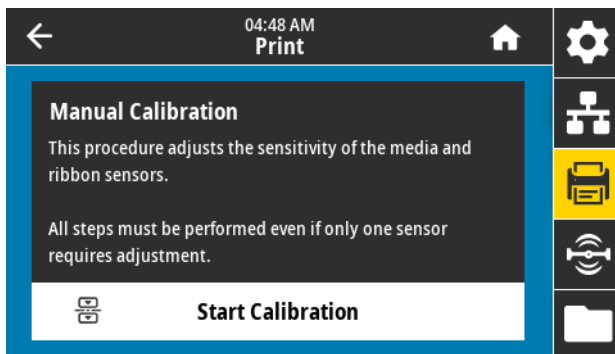 04:48 AM
Print
Manual Calibration
This procedure adjusts the sensitivity of the media and
ribbon sensors.
All steps must be performed even if only one sensor
requires adjustment.
Start Calibration